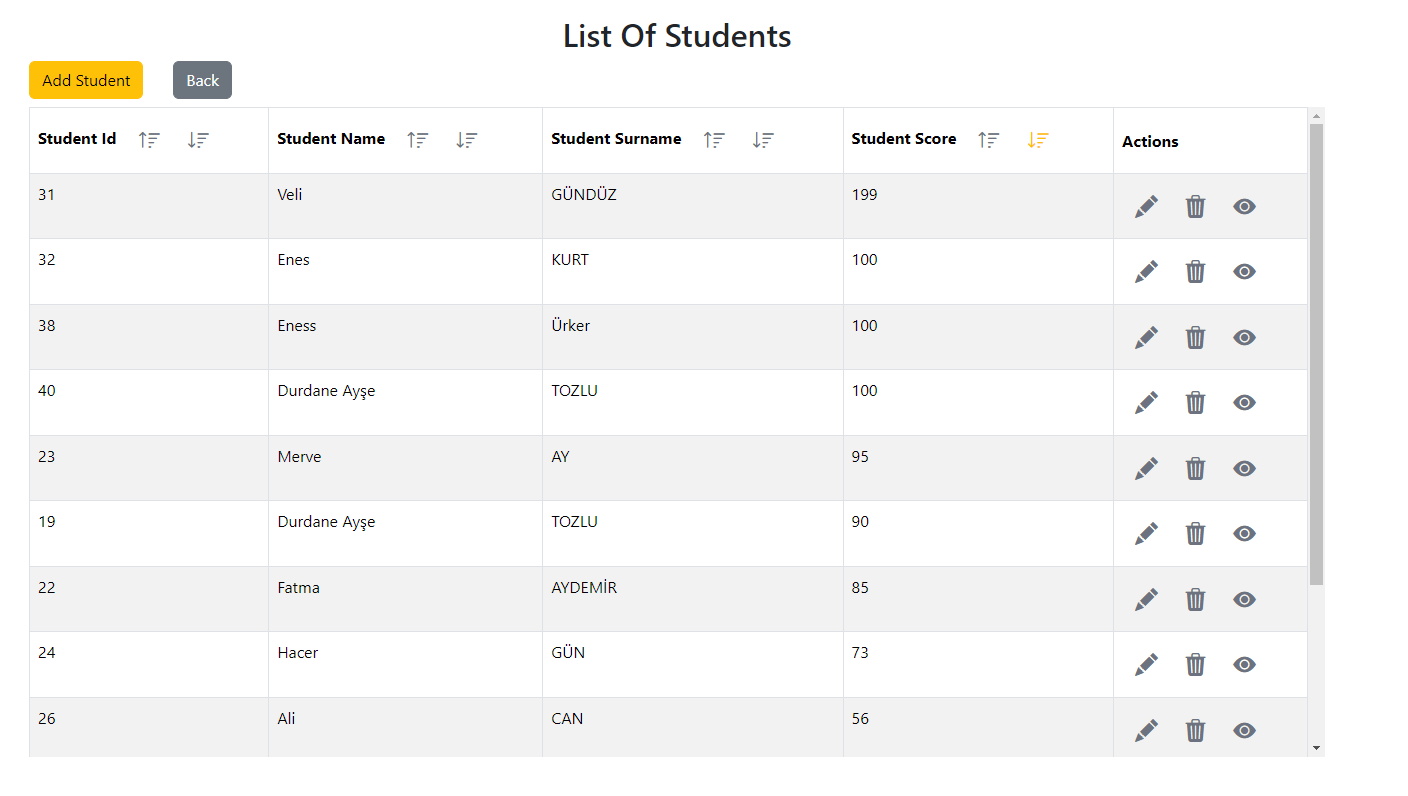 List Of Students
Add Student Back
Student Id Student Name Student Surname Student Score Actions
31 Veli GÜNDÜZ 199
32 Enes KURT 100
38 Eness Ürker 100
40 Durdane Ayşe TOZLU 100
23 Merve AY 95
19 Durdane Ayşe TOZLU 90
22 Fatma AYDEMİR 85
24 Hacer GÜN 73
26 Ali CAN 56